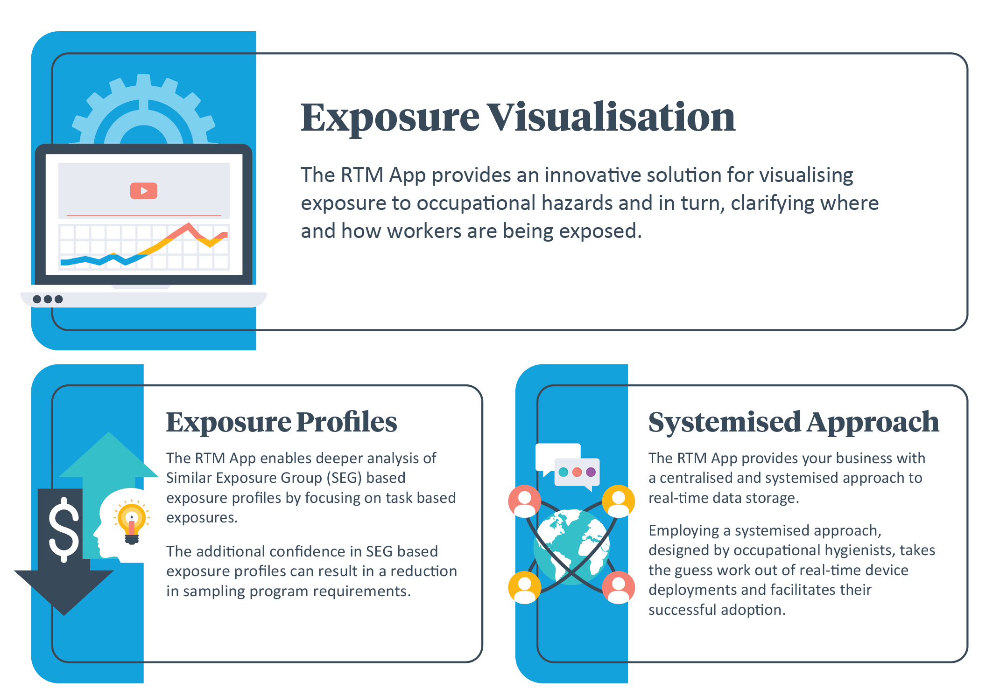 Exposure Visualisation
The RTM App provides an innovative solution for visualising
exposure to occupational hazards and in turn, clarifying where
and how workers are being exposed.
Exposure Profiles
The RTM App enables deeper analysis of
Similar Exposure Group (SEG) based
exposure profiles by focusing on task based
exposures.
The additional confidence in SEG based
exposure profiles can result in a reduction
in sampling program requirements.
$
Systemised Approach
The RTM App provides your business with
a centralised and systemised approach to
real-time data storage.
Employing a systemised approach,
designed by occupational hygienists, takes
the guess work out of real-time device
deployments and facilitates their
successful adoption.